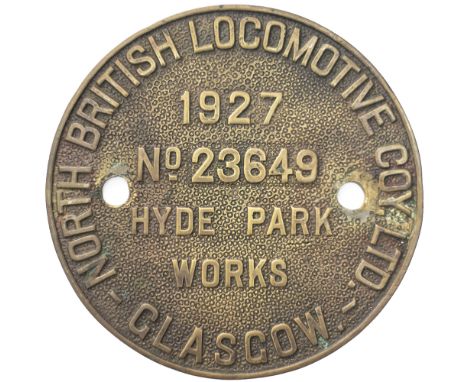 NORTH BRITISH LOCOMOTIVE COY LTD.
1927
No 23649
HYDE PARK
WORKS
- GLASGOW. -